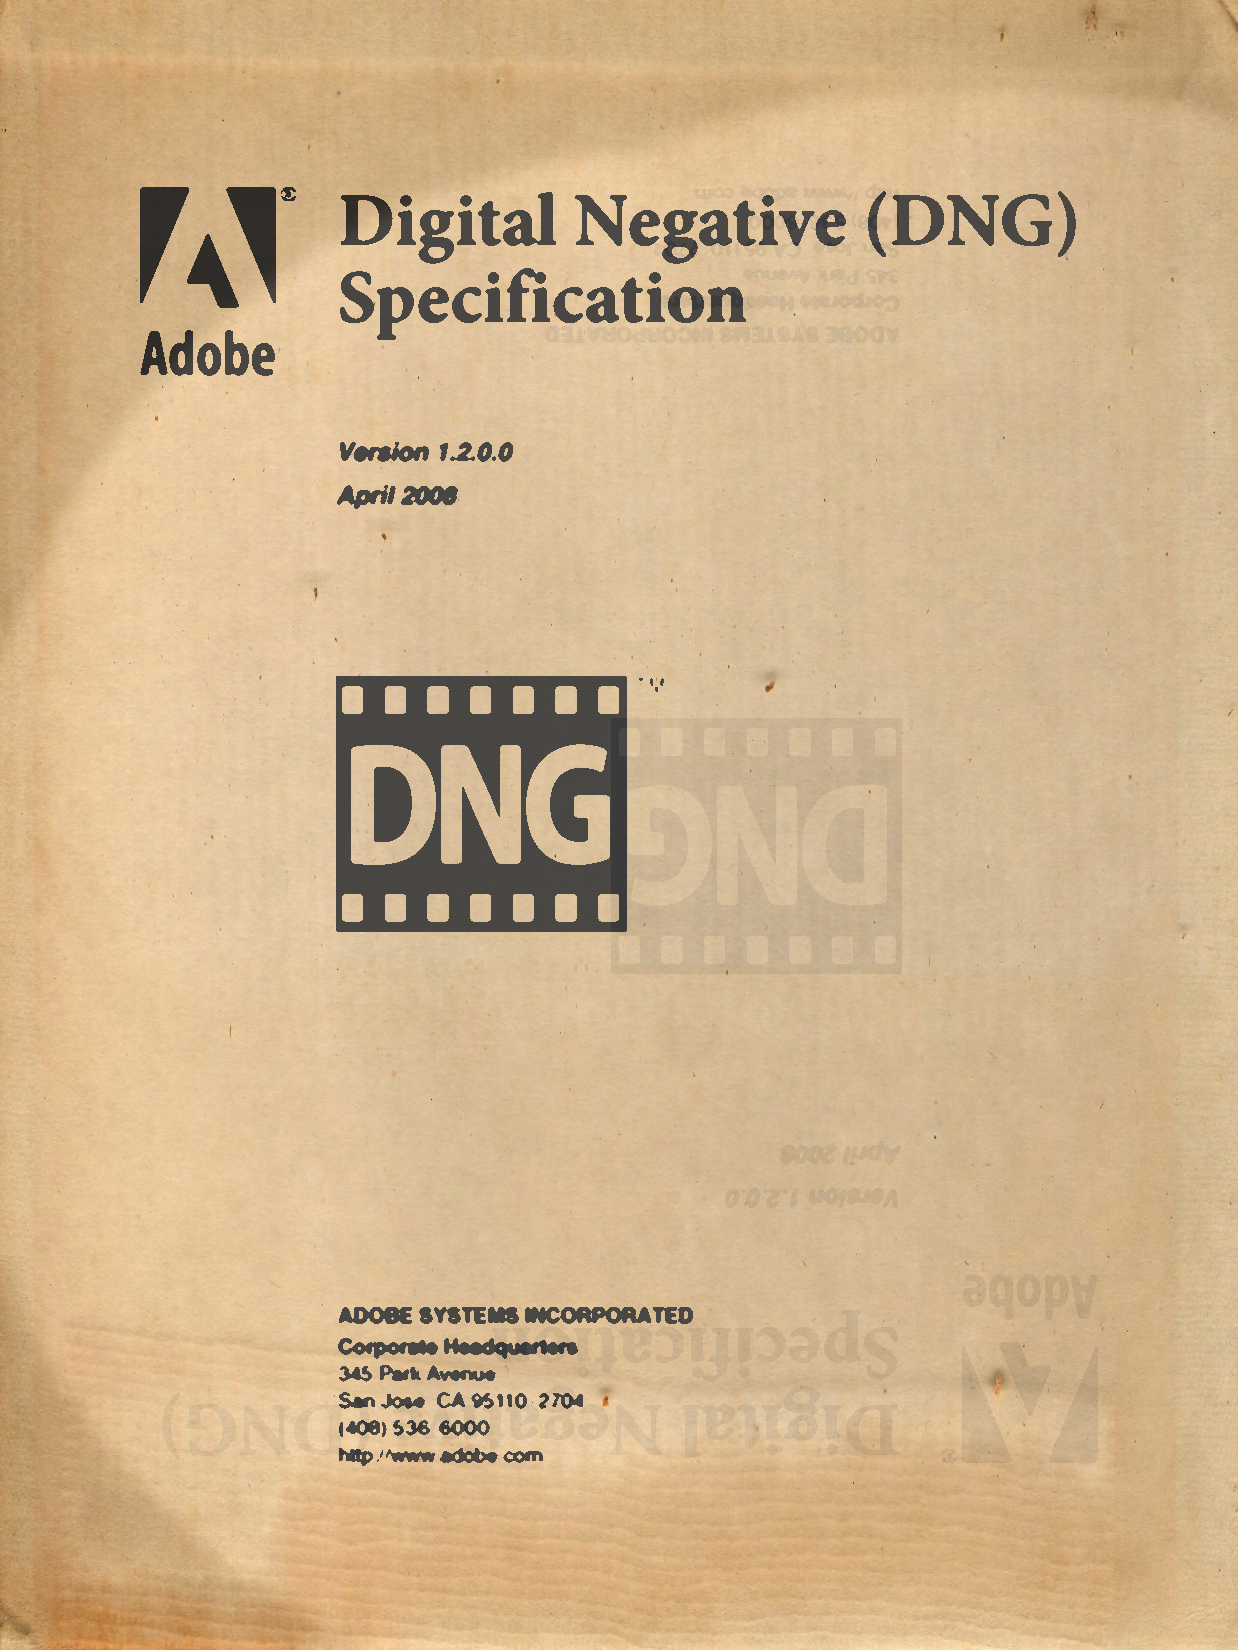 Adobe
Digital Negative (DNG)
Specification
Version 1.2.0.0
April 2008
DNG
ADOBE SYSTEMS INCORPORATED
Corporate Headquarters
345 Park Avenue
San Jose CA 95110 2704
(408) 536 6000
http //www adobe com